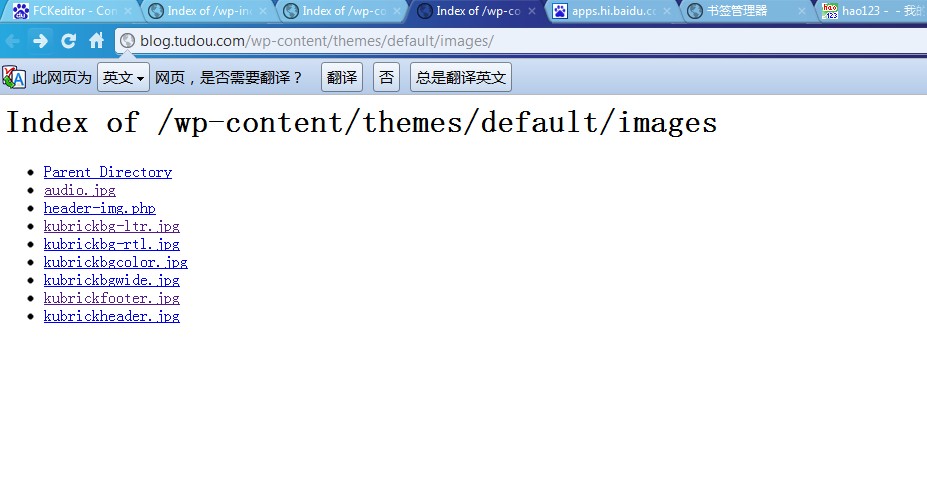 FCKeditor - Con
Index of /wp-in
Index of /wp-co
Index of /wp-co
apps.hi.baidu.c
书签管理器
hao123 - - 我的
blog.tudou.com/wp-content/themes/default/images/
此网页为 英文 网页，是否需要翻译？ 翻译 否 总是翻译英文
Index of /wp-content/themes/default/images
Parent Directory
audio.jpg
header-img.php
kubrickbg-ltr.jpg
kubrickbg-rtl.jpg
kubrickbgcolor.jpg
kubrickbgwide.jpg
kubrickfooter.jpg
kubrickheader.jpg